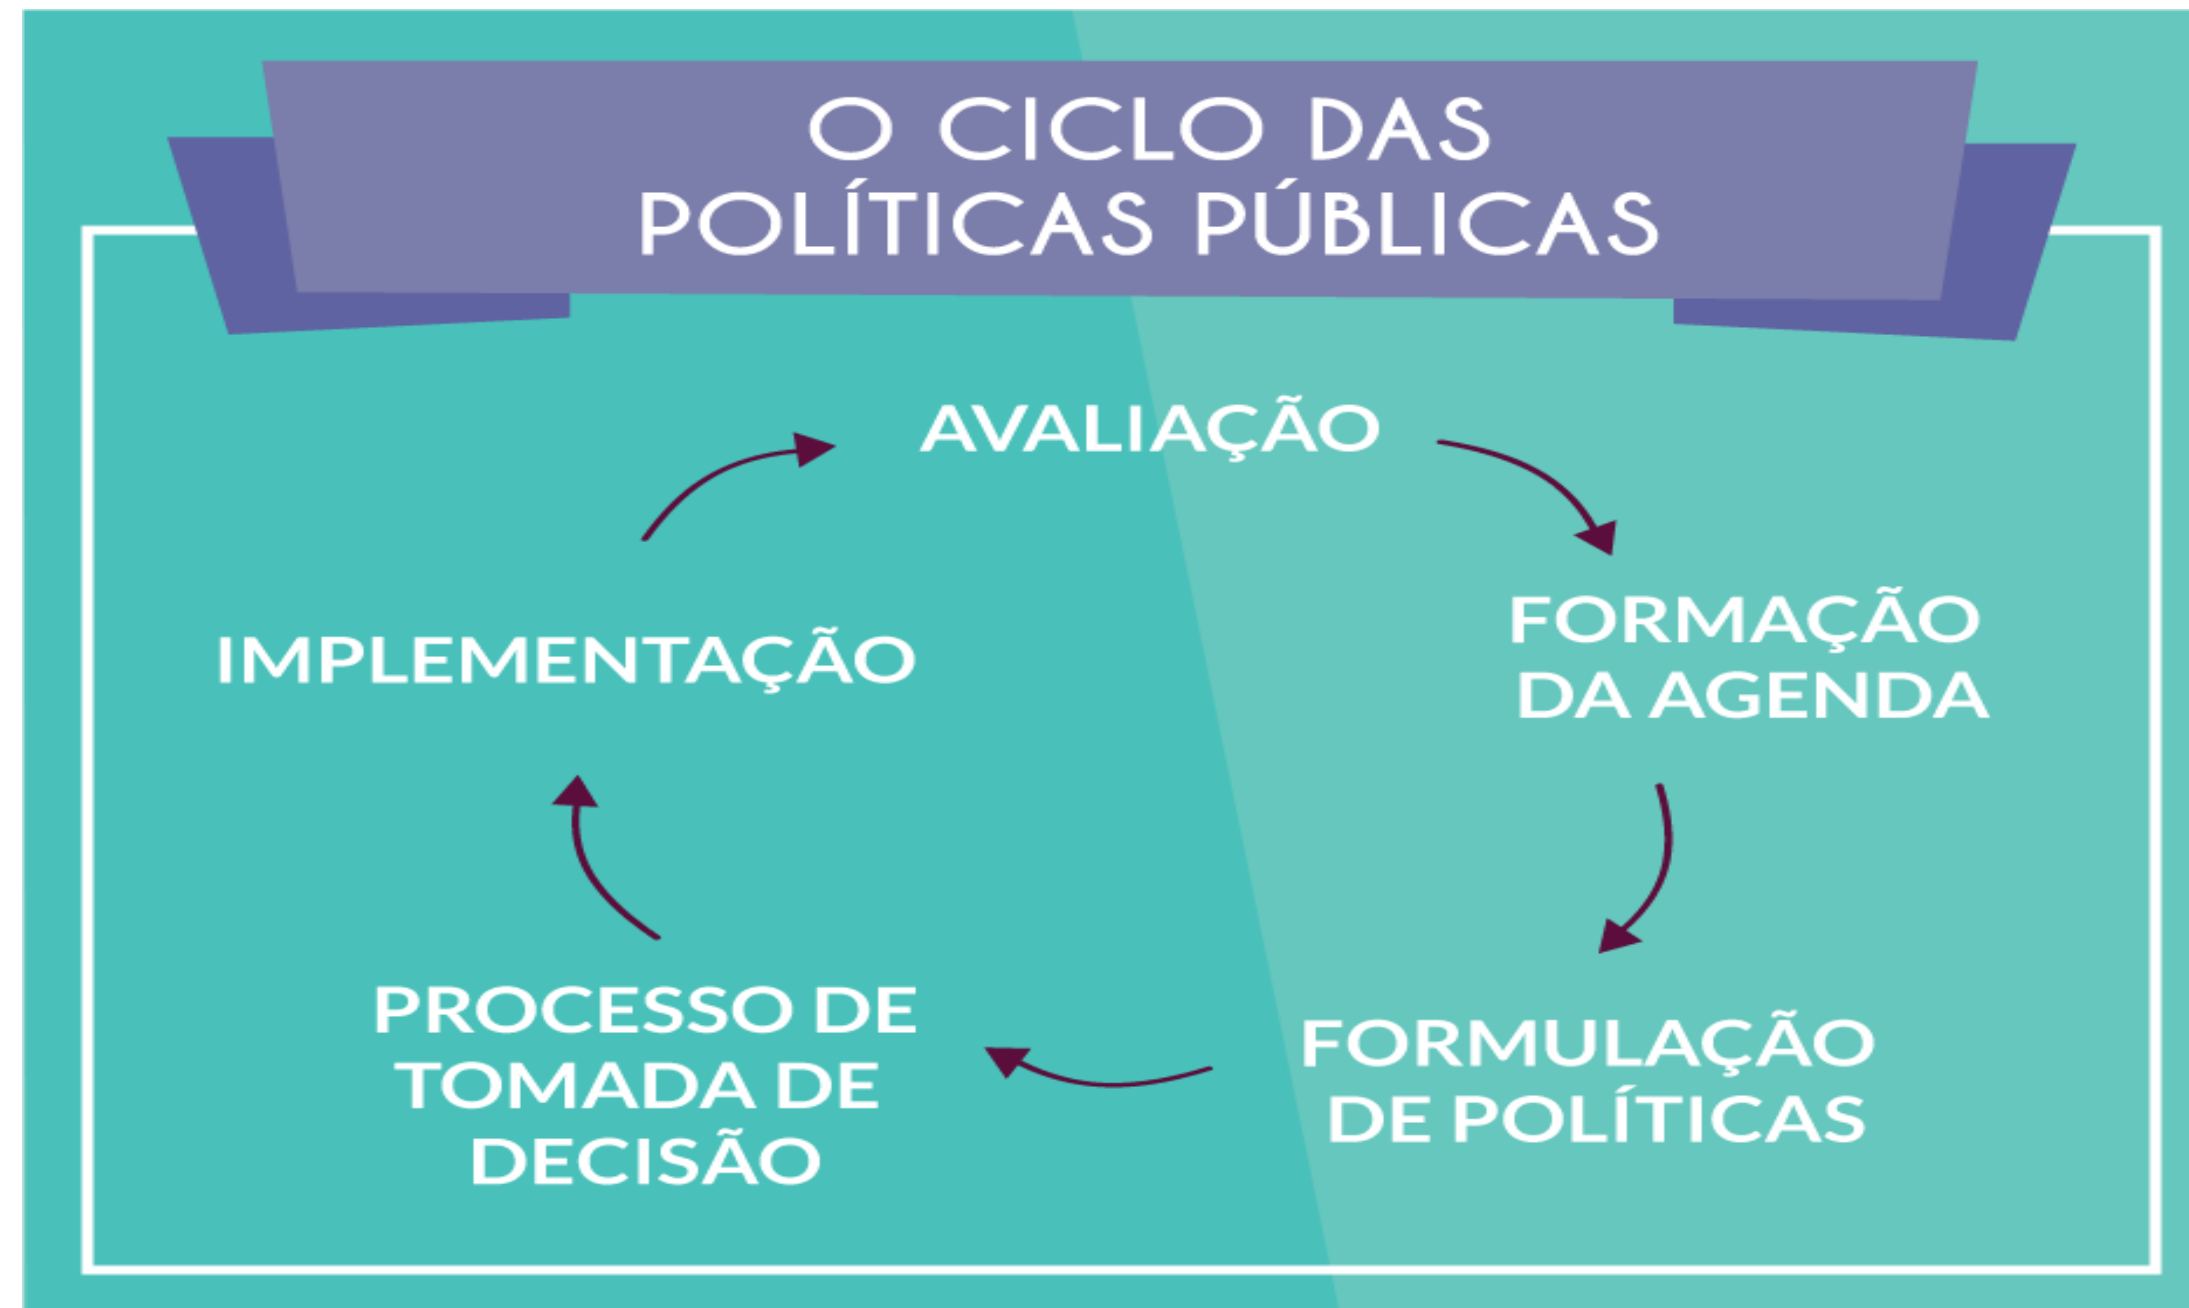 O CICLO DAS
POLÍTICAS PÚBLICAS
AVALIAÇÃO
FORMAÇÃO
DA AGENDA
FORMULAÇÃO
DE POLÍTICAS
PROCESSO DE
TOMADA DE
DECISÃO
IMPLEMENTAÇÃO